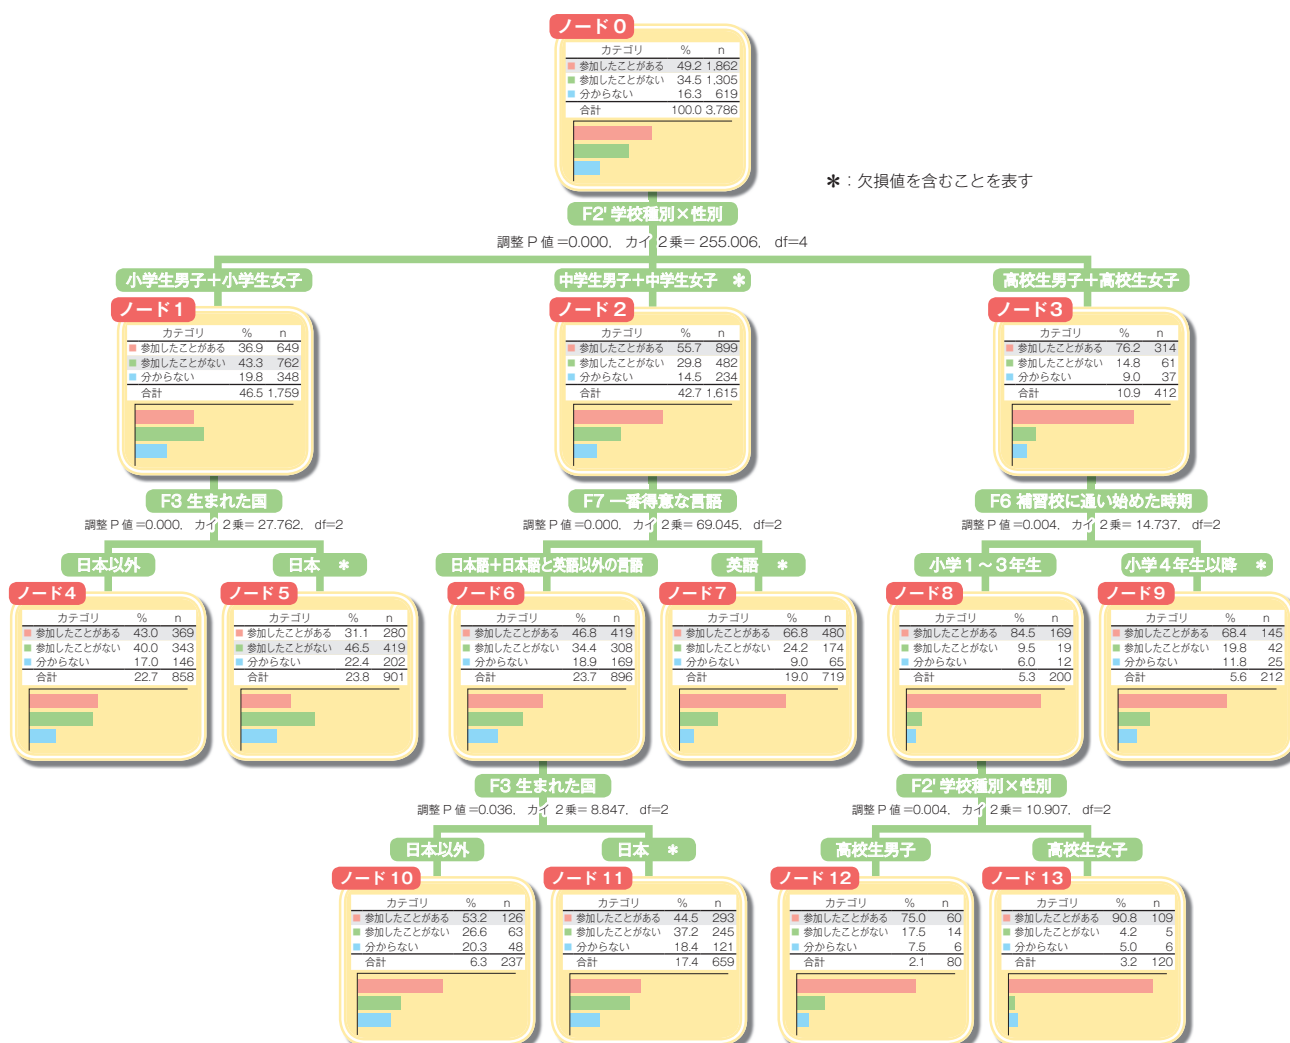 ノード0
カテゴリ % n
参加したことがある 49.2 1,862
参加したことがない 34.5 1,305
分からない 16.3 619
合計 100.0 3,786
＊：欠損値を含むことを表す
F2' 学校種別×性別
調整P値=0.000, カイ2乗=255.006, df=4
小学生男子＋小学生女子
中学生男子＋中学生女子 ＊
高校生男子＋高校生女子
ノード1
カテゴリ % n
参加したことがある 36.9 649
参加したことがない 43.3 762
分からない 19.8 348
合計 46.5 1,759
ノード2
カテゴリ % n
参加したことがある 55.7 899
参加したことがない 29.8 482
分からない 14.5 234
合計 42.7 1,615
ノード3
カテゴリ % n
参加したことがある 76.2 314
参加したことがない 14.8 61
分からない 9.0 37
合計 10.9 412
F3 生まれた国
調整P値=0.000, カイ2乗=27.762, df=2
F7 一番得意な言語
調整P値=0.000, カイ2乗=69.045, df=2
F6 補習校に通い始めた時期
調整P値=0.004, カイ2乗=14.737, df=2
日本以外
日本 ＊
日本語＋日本語と英語以外の言語
英語 ＊
小学1～3年生
小学4年生以降 ＊
ノード4
カテゴリ % n
参加したことがある 43.0 369
参加したことがない 40.0 343
分からない 17.0 146
合計 22.7 858
ノード5
カテゴリ % n
参加したことがある 31.1 280
参加したことがない 46.5 419
分からない 22.4 202
合計 23.8 901
ノード6
カテゴリ % n
参加したことがある 46.8 419
参加したことがない 34.4 308
分からない 18.9 169
合計 23.7 896
ノード7
カテゴリ % n
参加したことがある 66.8 480
参加したことがない 24.2 174
分からない 9.0 65
合計 19.0 719
ノード8
カテゴリ % n
参加したことがある 84.5 169
参加したことがない 9.5 19
分からない 6.0 12
合計 5.3 200
ノード9
カテゴリ % n
参加したことがある 68.4 145
参加したことがない 19.8 42
分からない 11.8 25
合計 5.6 212
F3 生まれた国
調整P値=0.036, カイ2乗=8.847, df=2
F2' 学校種別×性別
調整P値=0.004, カイ2乗=10.907, df=2
日本以外
日本 ＊
高校生男子
高校生女子
ノード10
カテゴリ % n
参加したことがある 53.2 126
参加したことがない 26.6 63
分からない 20.3 48
合計 6.3 237
ノード11
カテゴリ % n
参加したことがある 44.5 293
参加したことがない 37.2 245
分からない 18.4 121
合計 17.4 659
ノード12
カテゴリ % n
参加したことがある 75.0 60
参加したことがない 17.5 14
分からない 7.5 6
合計 2.1 80
ノード13
カテゴリ % n
参加したことがある 90.8 109
参加したことがない 4.2 5
分からない 5.0 6
合計 3.2 120